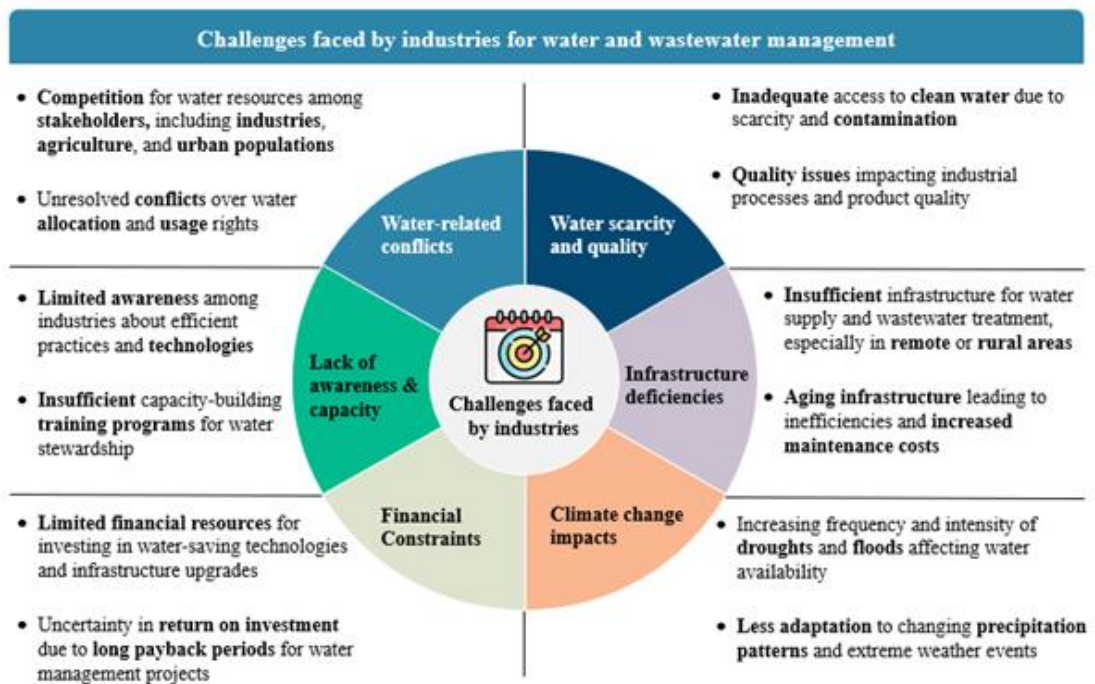 Challenges faced by industries for water and wastewater management
• Competition for water resources among
stakeholders, including industries,
agriculture, and urban populations
• Unresolved conflicts over water
allocation and usage rights
• Inadequate access to clean water due to
scarcity and contamination
• Quality issues impacting industrial
processes and product quality
Water-related
conflicts
Water scarcity
and quality
• Limited awareness among
industries about efficient
practices and technologies
• Insufficient capacity-building
training programs for water
stewardship
Lack of
awareness &
capacity
Challenges faced
by industries
Infrastructure
deficiencies
• Insufficient infrastructure for water
supply and wastewater treatment,
especially in remote or rural areas
• Aging infrastructure leading to
inefficiencies and increased
maintenance costs
• Limited financial resources for
investing in water-saving technologies
and infrastructure upgrades
• Uncertainty in return on investment
due to long payback periods for water
management projects
Financial
Constraints
Climate change
impacts
• Increasing frequency and intensity of
droughts and floods affecting water
availability
• Less adaptation to changing precipitation
patterns and extreme weather events